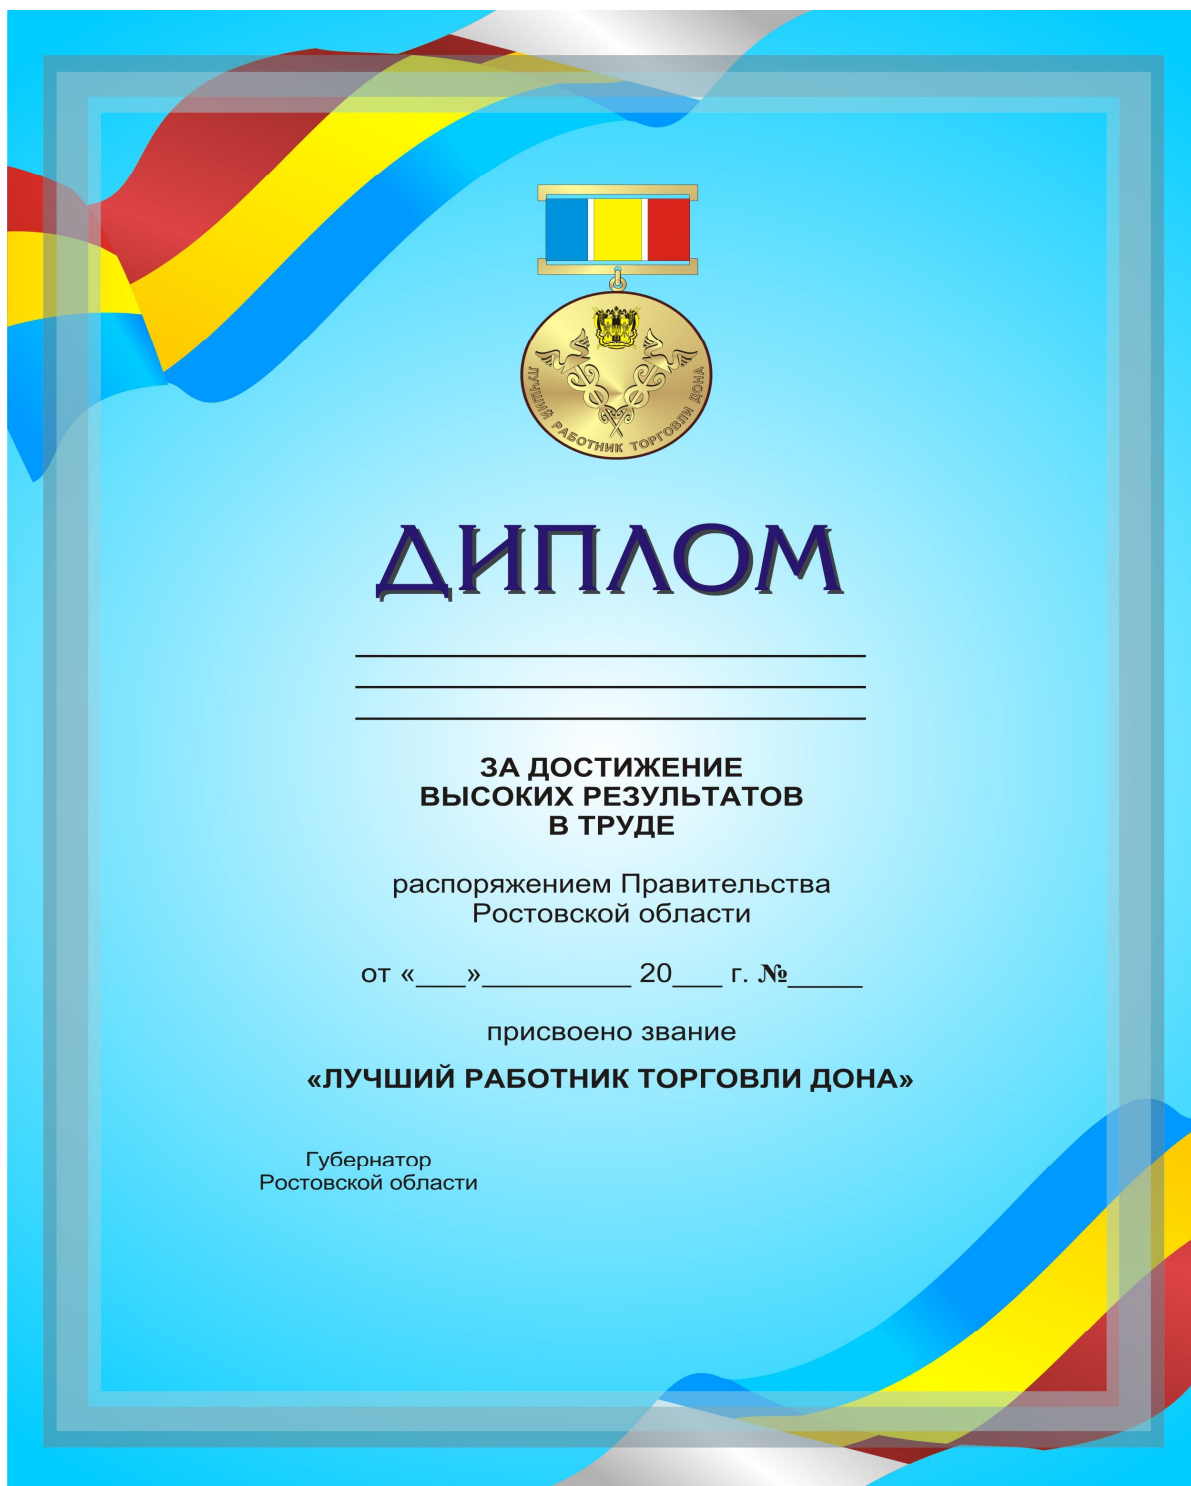 ЛУЧШИЙ РАБОТНИК ТОРГОВЛИ ДОНА
ДИПЛОМ
ЗА ДОСТИЖЕНИЕ
ВЫСОКИХ РЕЗУЛЬТАТОВ
В ТРУДЕ
распоряжением Правительства
Ростовской области
от «___»__________ 20___ г. №_____
присвоено звание
«ЛУЧШИЙ РАБОТНИК ТОРГОВЛИ ДОНА»
Губернатор
Ростовской области